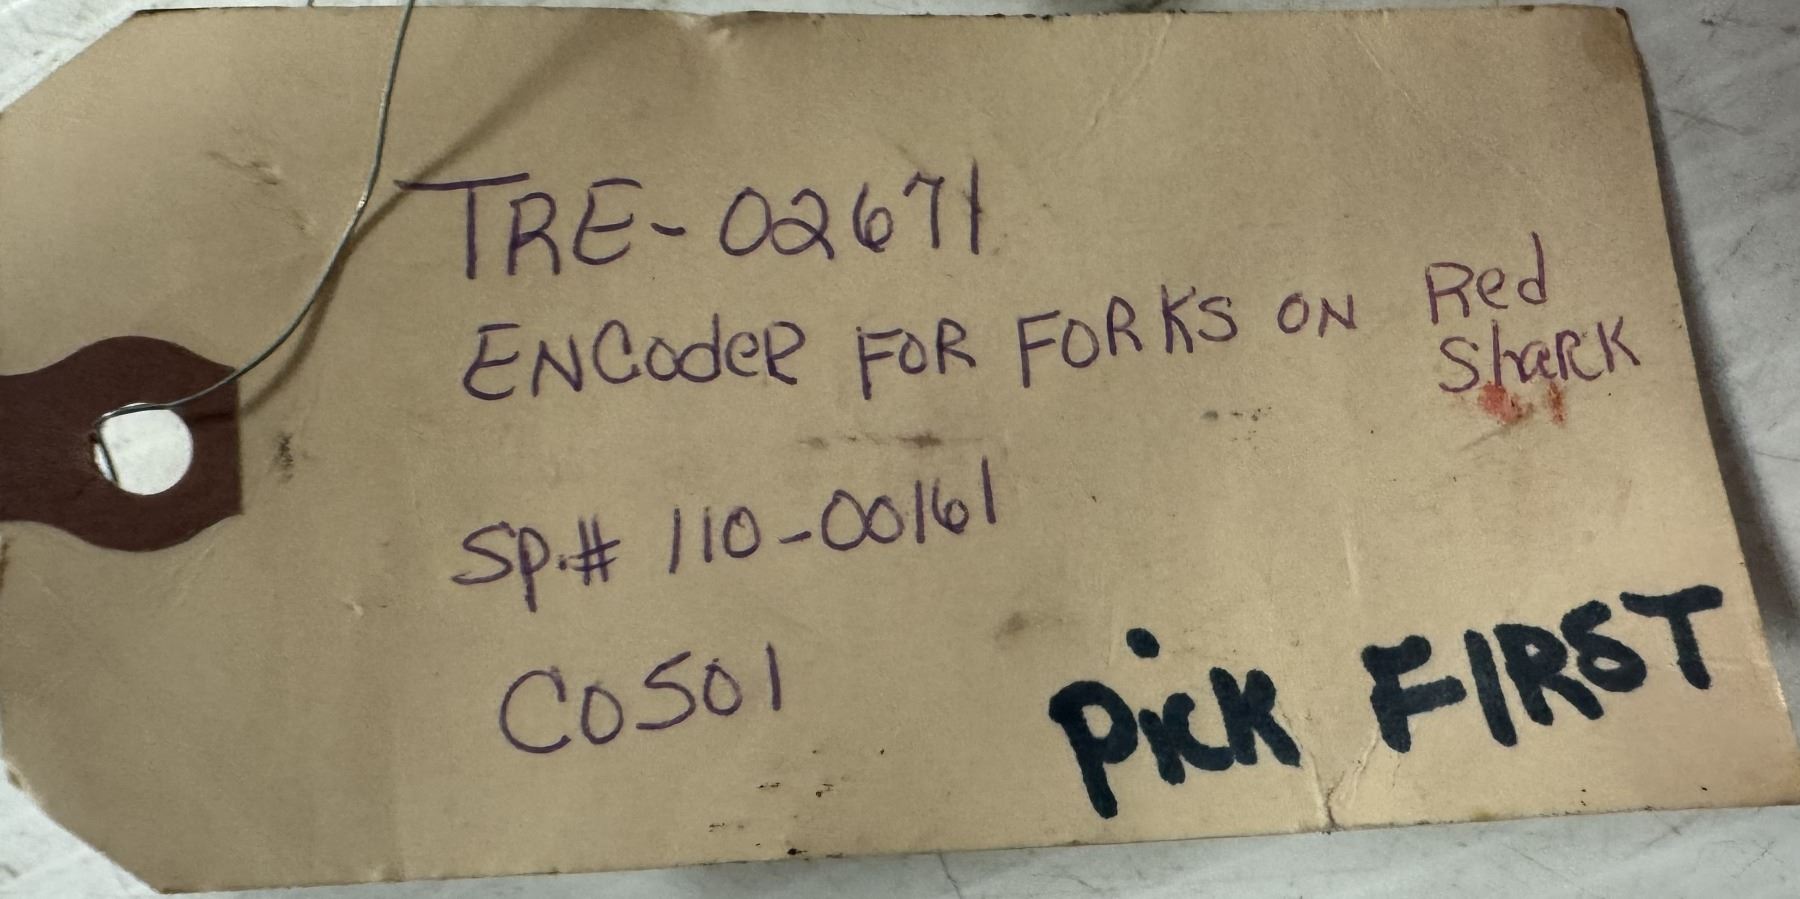 TRE-02671
ENCodeR FOR FORKS ON Red
ShaRK
Sp.# 110-00161
C0501
PicK FIRST